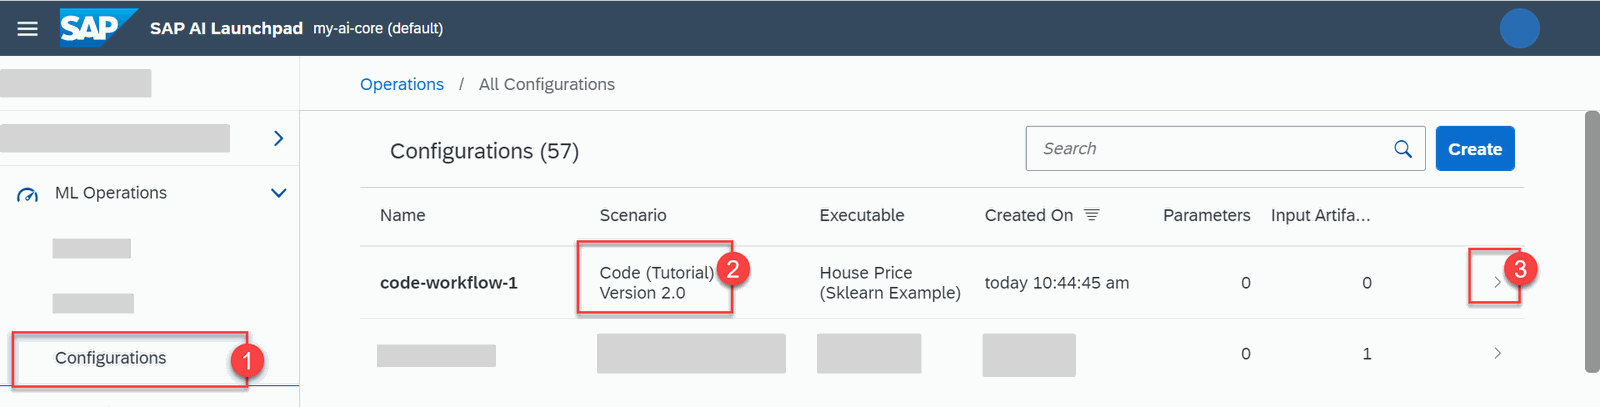 SAP SAP AI Launchpad my-ai-core (default)
Operations / All Configurations
Configurations (57)
Search
Create
ML Operations
Name Scenario Executable Created On Parameters Input Artifa...
code-workflow-1 Code (Tutorial) House Price today 10:44:45 am 0 0
Version 2.0 (Sklearn Example)
2
3
Configurations
1
0 1